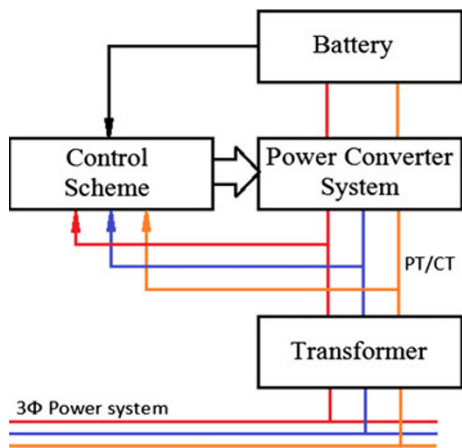 Battery
Control
Scheme
Power Converter
System
PT/CT
Transformer
3Φ Power system